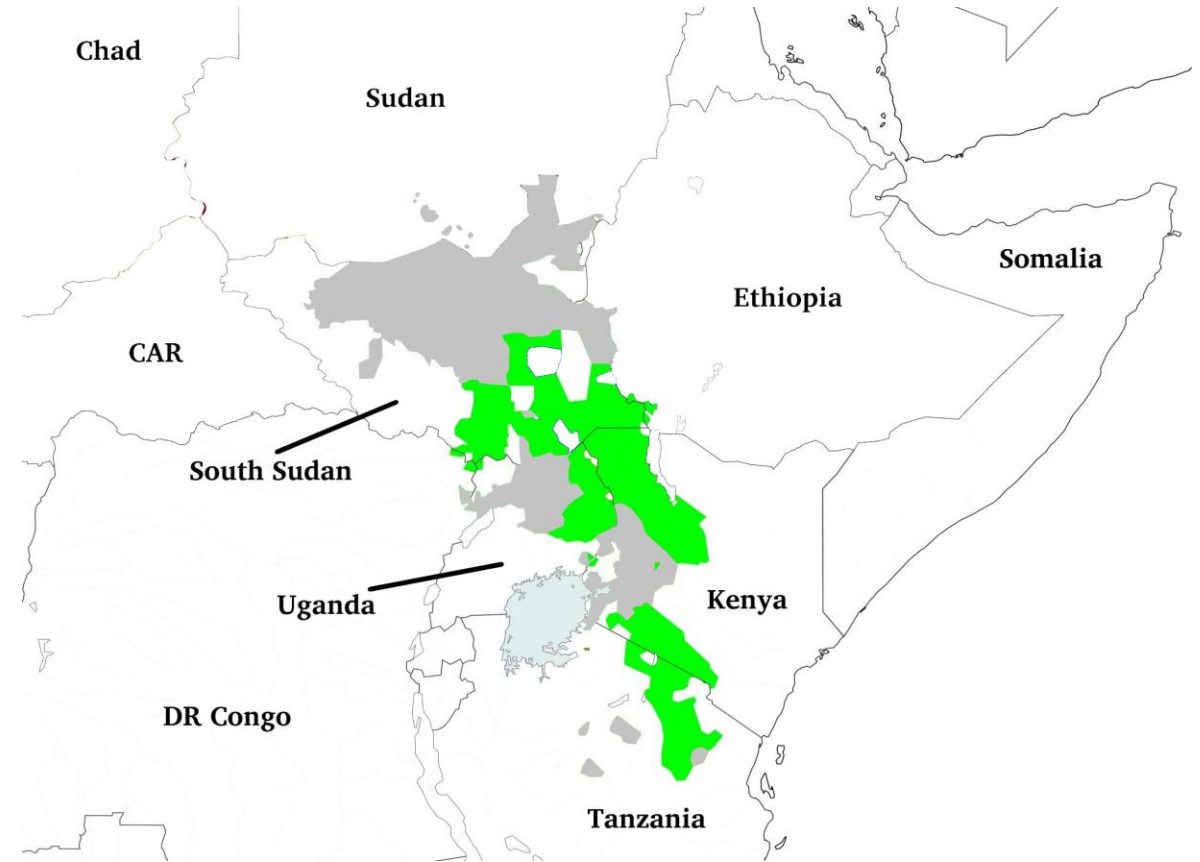 Chad
Sudan
Somalia
Ethiopia
CAR
South Sudan
Uganda
Kenya
DR Congo
Tanzania